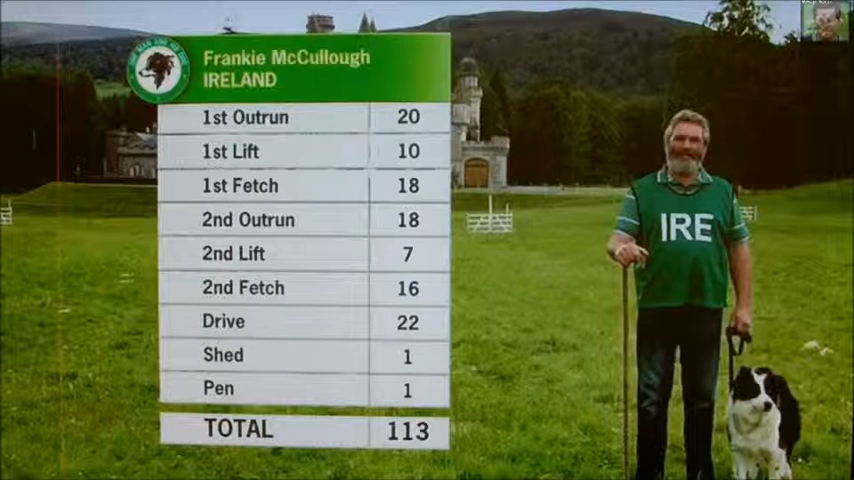 Frankie McCullough
IRELAND
1st Outrun 20
1st Lift 10
1st Fetch 18
2nd Outrun 18
2nd Lift 7
2nd Fetch 16
Drive 22
Shed 1
Pen 1
TOTAL 113
IRE